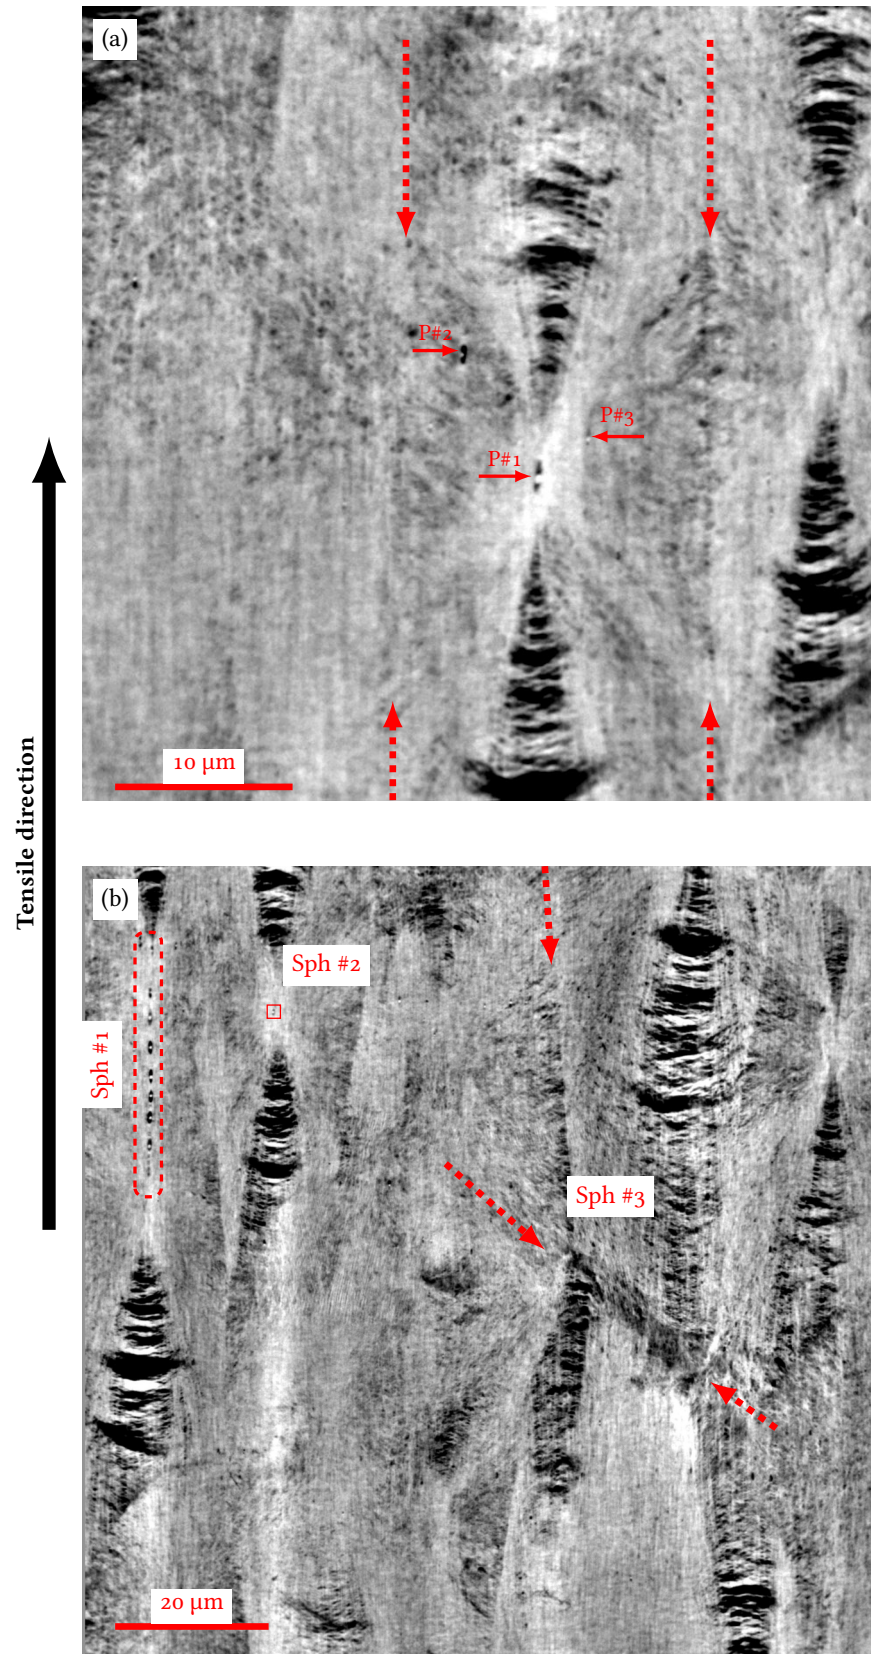 (a)
P#2
P#3
P#1
10 µm
Tensile direction
(b)
Sph #2
Sph #1
Sph #3
20 µm